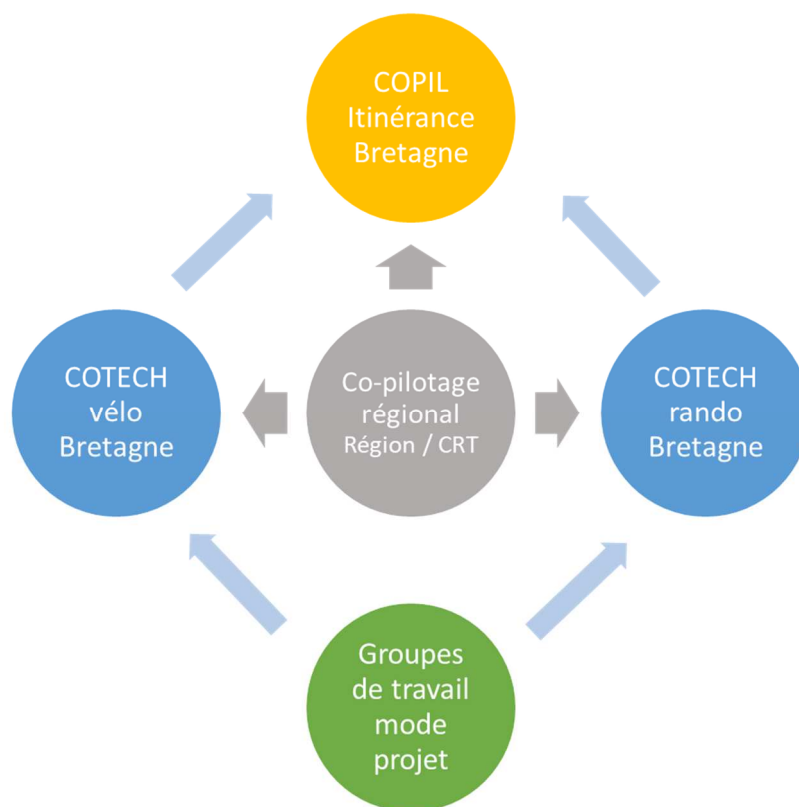 COPIL
Itinérance
Bretagne
COTECH
vélo
Bretagne
Co-pilotage
régional
Région / CRT
COTECH
rando
Bretagne
Groupes
de travail
mode
projet